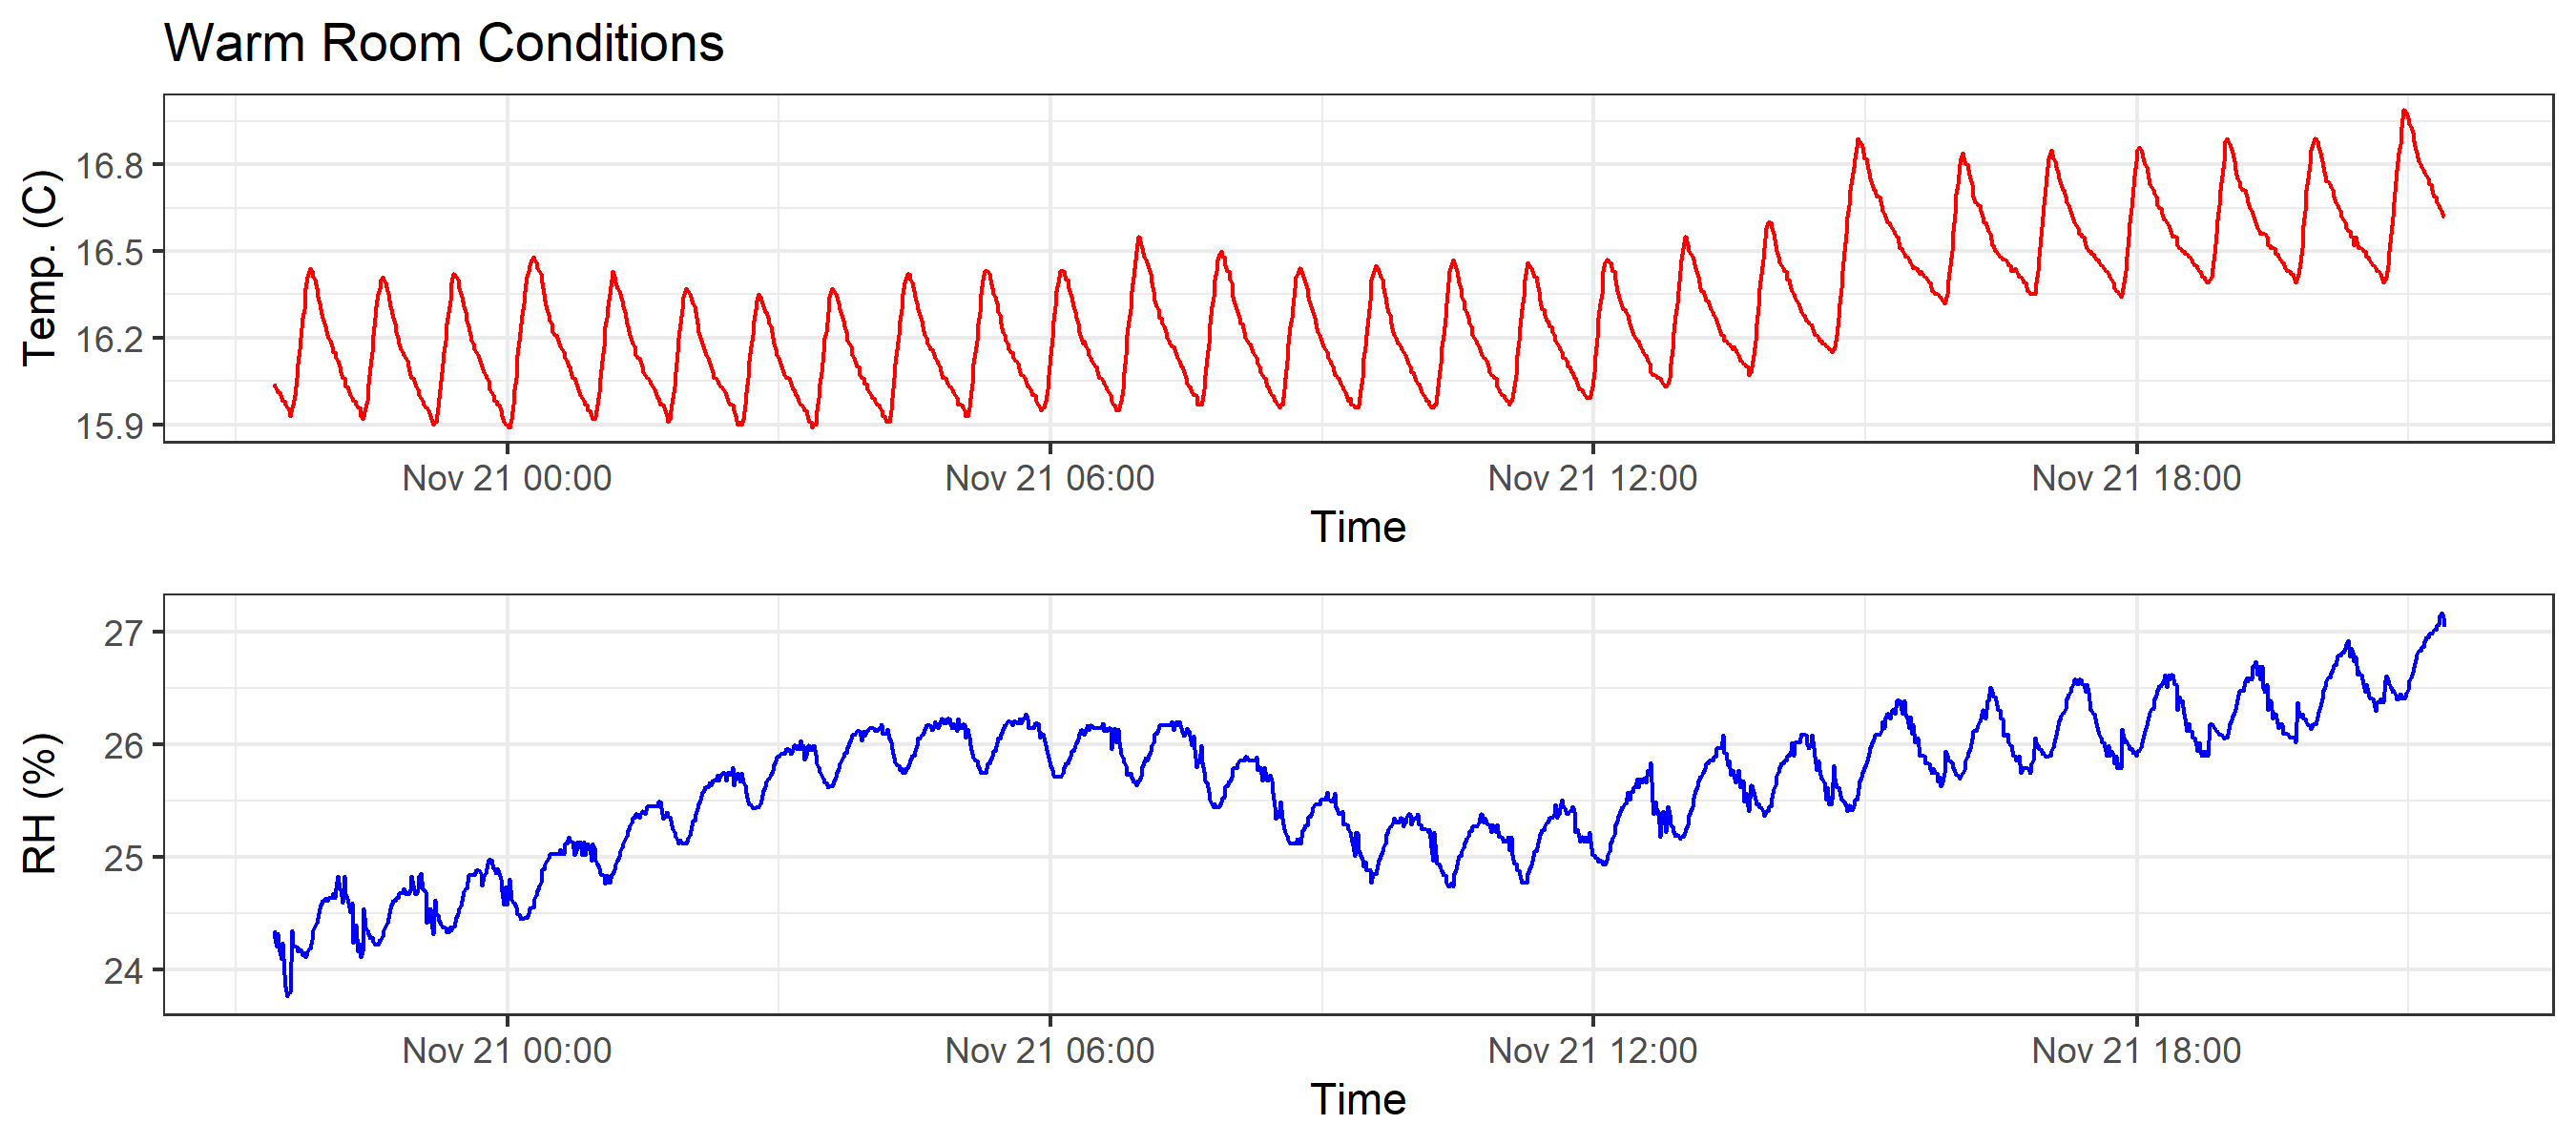 Warm Room Conditions
Temp. (C)
16.8
16.5
16.2
15.9
Nov 21 00:00 Nov 21 06:00 Nov 21 12:00 Nov 21 18:00
Time
RH (%)
27
26
25
24
Nov 21 00:00 Nov 21 06:00 Nov 21 12:00 Nov 21 18:00
Time